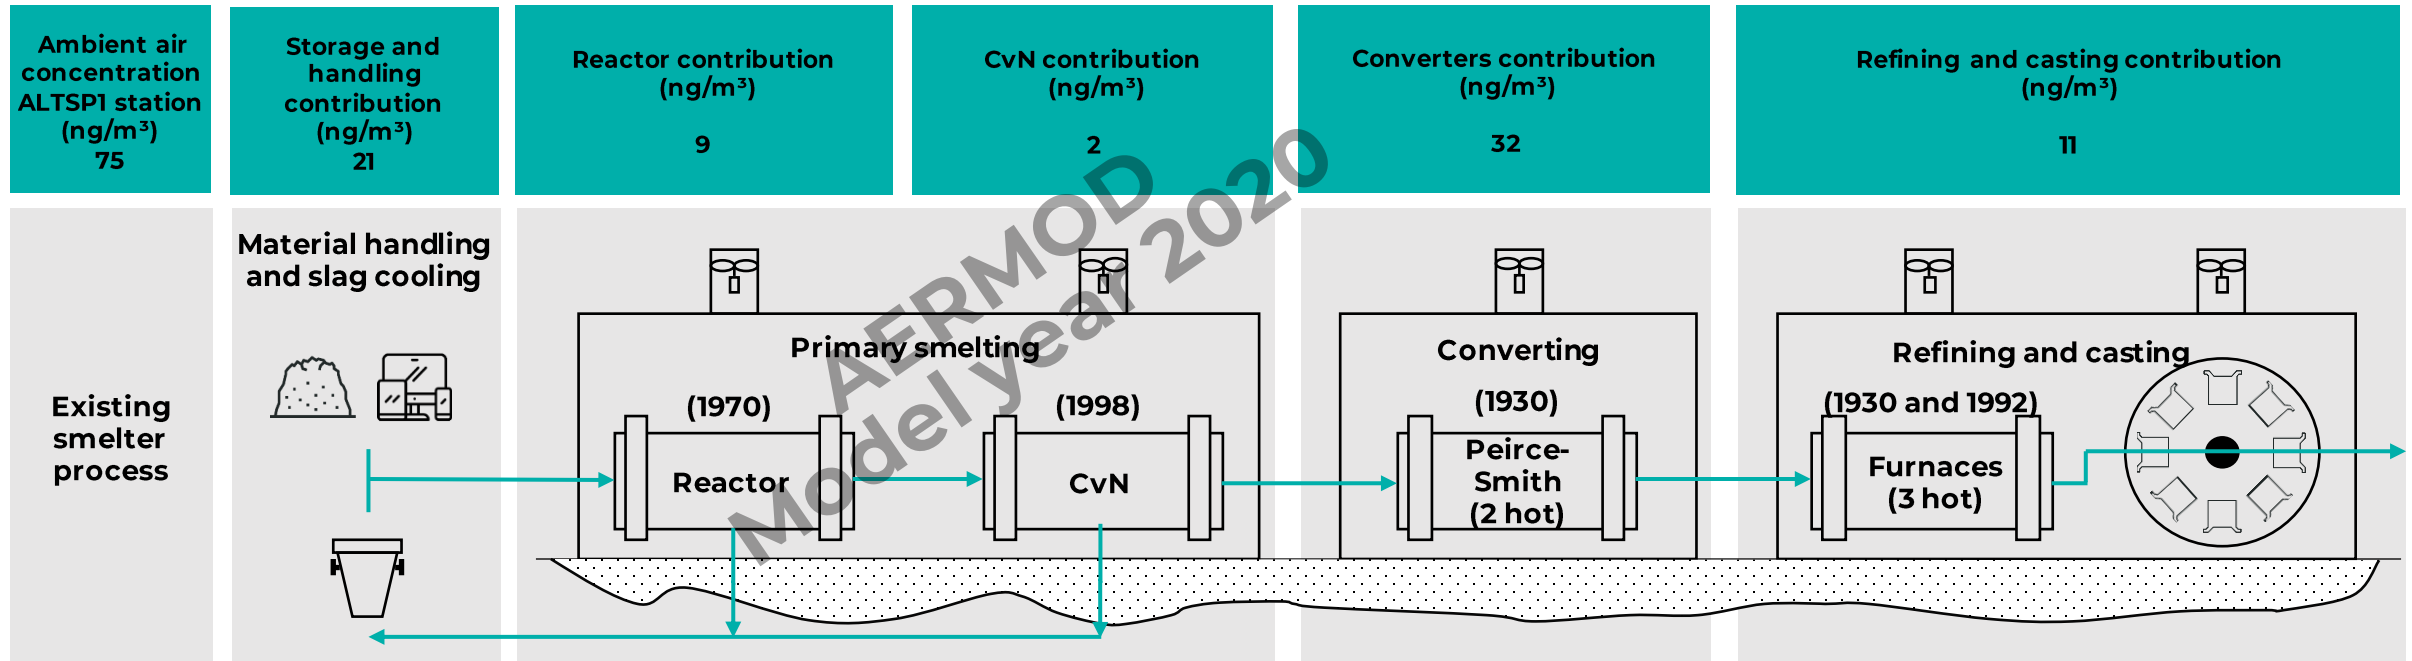 Ambient air
concentration
ALTSP1 station
(ng/m³)
75
Storage and
handling
contribution
(ng/m³)
21
Reactor contribution
(ng/m³)
9
CvN contribution
(ng/m³)
2
Converters contribution
(ng/m³)
32
Refining and casting contribution
(ng/m³)
11
Existing
smelter
process
Material handling
and slag cooling
Primary smelting
(1970)
Reactor
(1998)
CvN
Converting
(1930)
Peirce-
Smith
(2 hot)
Refining and casting
(1930 and 1992)
Furnaces
(3 hot)
AERMOD
Model year 2020